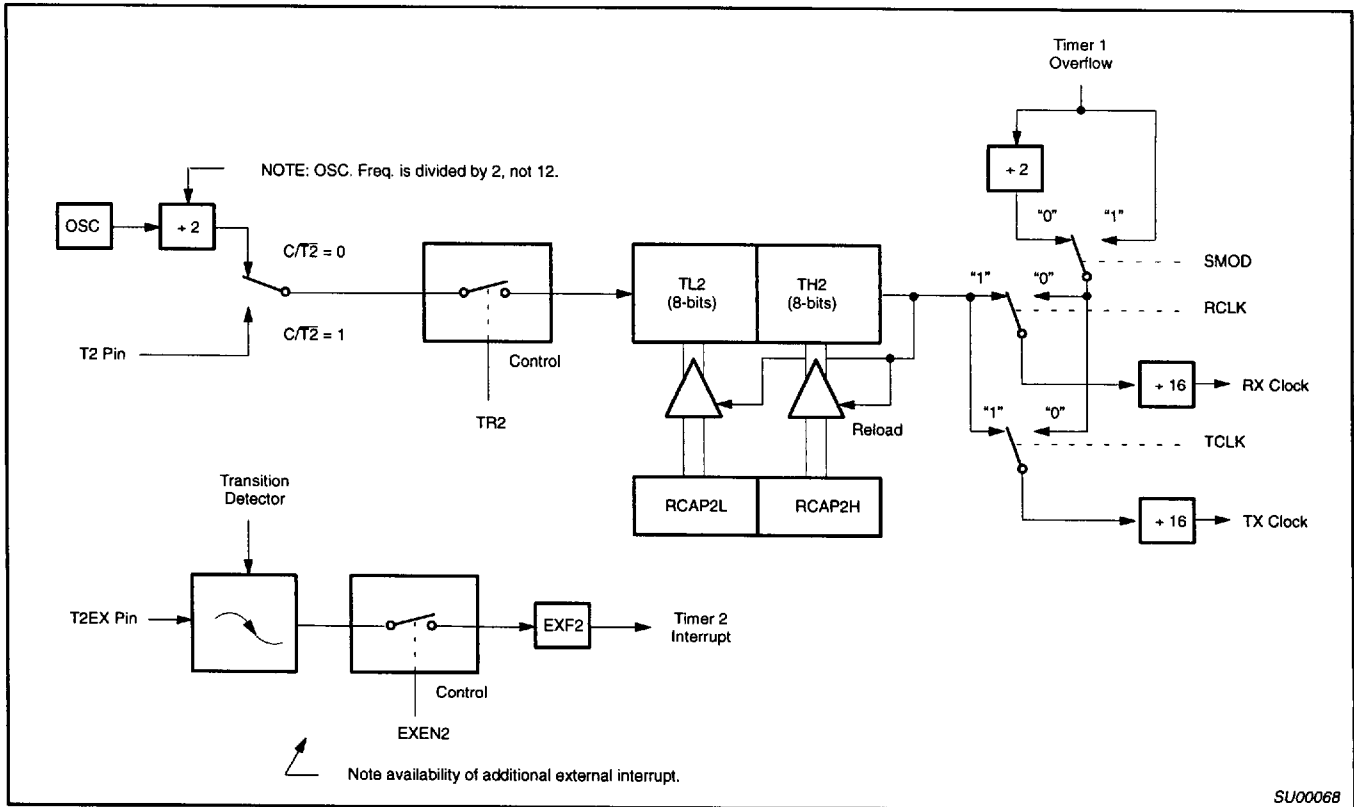 Timer 1
Overflow
NOTE: OSC. Freq. is divided by 2, not 12.
÷ 2
"0"
"1"
OSC
÷ 2
C/T2̅ = 0
SMOD
TL2
(8-bits)
TH2
(8-bits)
"1"
"0"
RCLK
C/T2̅ = 1
T2 Pin
Control
÷ 16
RX Clock
TR2
Reload
"1"
"0"
TCLK
Transition
Detector
RCAP2L
RCAP2H
÷ 16
TX Clock
T2EX Pin
EXF2
Timer 2
Interrupt
Control
EXEN2
Note availability of additional external interrupt.
SU00068